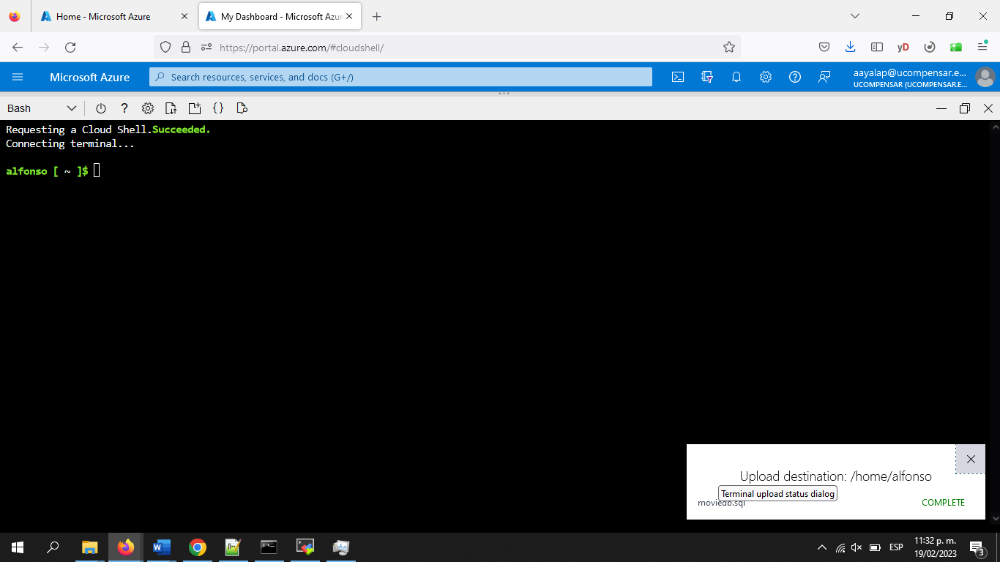 Home - Microsoft Azure
My Dashboard - Microsoft Azur
https://portal.azure.com/#cloudshell/
yD
Microsoft Azure
Search resources, services, and docs (G+/)
aayalap@ucompensar.e...
UCOMPENSAR (UCOMPENSAR.E...
Bash
Requesting a Cloud Shell.Succeeded.
Connecting terminal...
alfonso [ ~ ]$
Upload destination: /home/alfonso
Terminal upload status dialog
moviedb.sql
COMPLETE
ESP
11:32 p. m.
19/02/2023
3